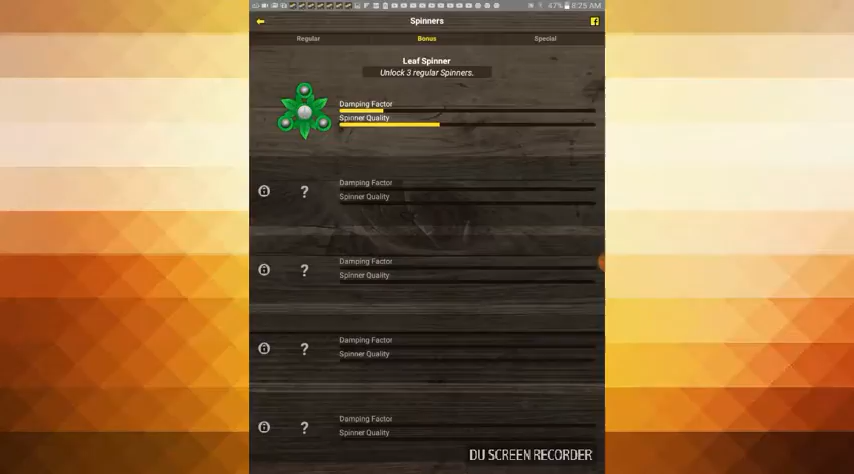 47% 8:25 AM
Spinners
Regular Bonus Special
Leaf Spinner
Unlock 3 regular Spinners.
Damping Factor
Spinner Quality
? Damping Factor
Spinner Quality
? Damping Factor
Spinner Quality
? Damping Factor
Spinner Quality
? Damping Factor
Spinner Quality
DU SCREEN RECORDER